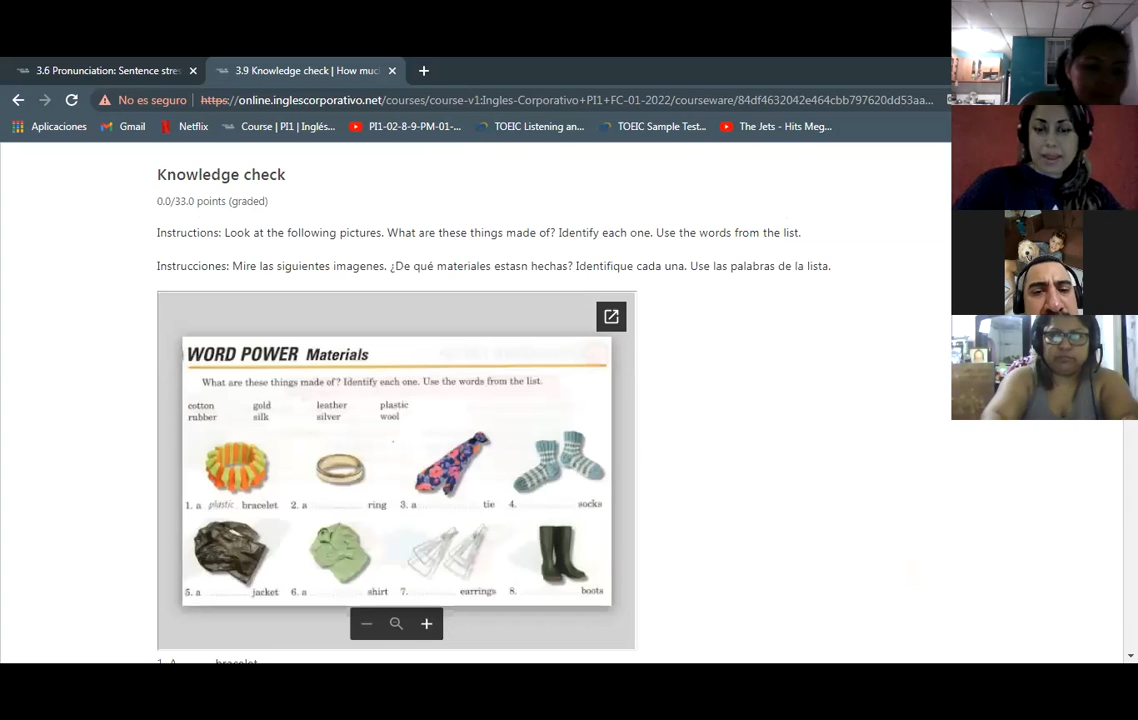 3.6 Pronunciation: Sentence stres
3.9 Knowledge check | How muc
No es seguro
https://online.inglescorporativo.net/courses/course-v1:Ingles-Corporativo+PI1+FC-01-2022/courseware/84df4632042e464cbb797620dd53aa...
Aplicaciones
Gmail
Netflix
Course | PI1 | Inglés...
PI1-02-8-9-PM-01-...
TOEIC Listening an...
TOEIC Sample Test...
The Jets - Hits Meg...
Knowledge check
0.0/33.0 points (graded)
Instructions: Look at the following pictures. What are these things made of? Identify each one. Use the words from the list.
Instrucciones: Mire las siguientes imagenes. ¿De qué materiales estasn hechas? Identifique cada una. Use las palabras de la lista.
WORD POWER Materials
What are these things made of? Identify each one. Use the words from the list.
cotton gold leather plastic
rubber silk silver wool
1. a plastic bracelet 2. a ring 3. a tie 4. socks
5. a jacket 6. a shirt 7. earrings 8. boots
1. A bracelet